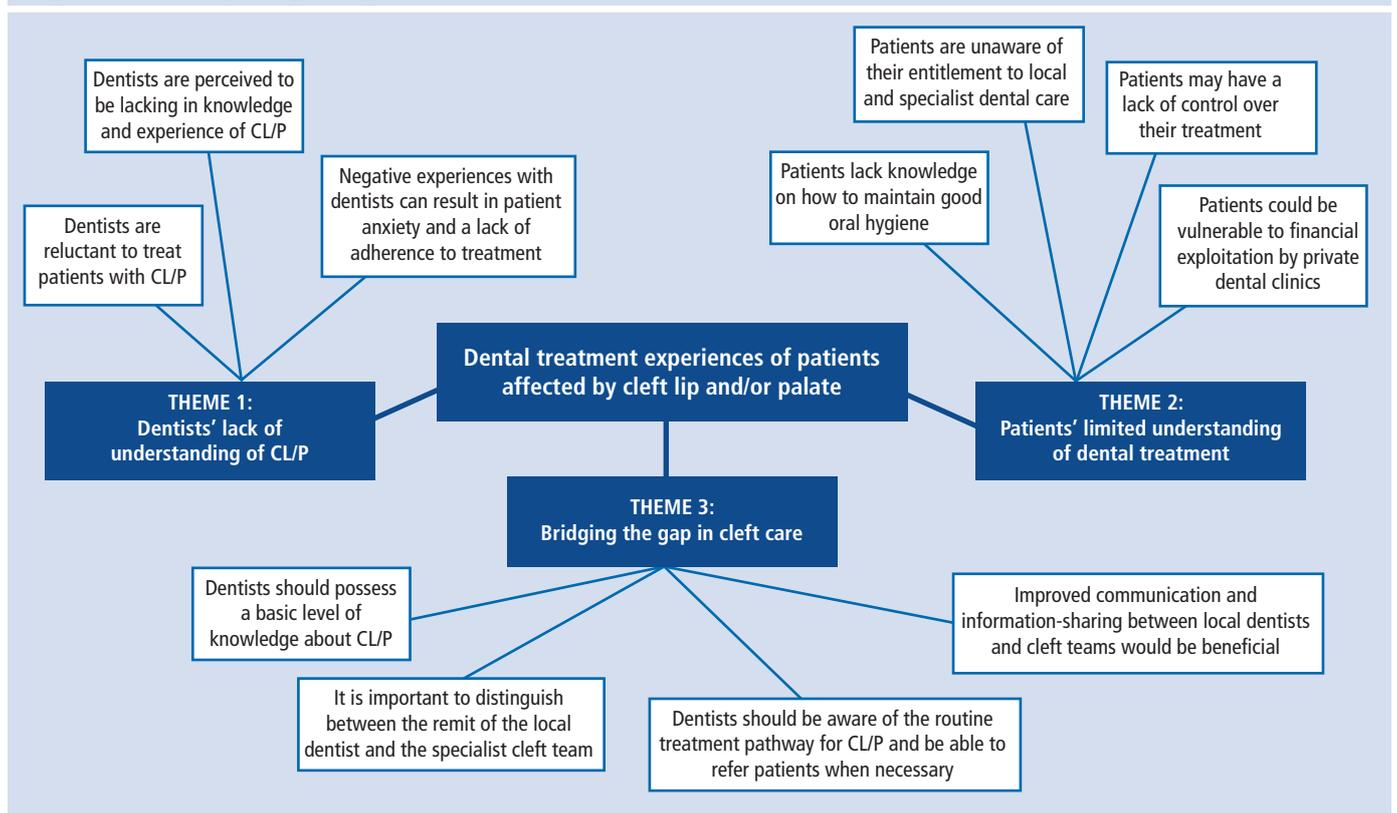 Dentists are perceived to
be lacking in knowledge
and experience of CL/P
Negative experiences with
dentists can result in patient
anxiety and a lack of
adherence to treatment
Dentists are
reluctant to treat
patients with CL/P
Patients are unaware of
their entitlement to local
and specialist dental care
Patients may have a
lack of control over
their treatment
Patients lack knowledge
on how to maintain good
oral hygiene
Patients could be
vulnerable to financial
exploitation by private
dental clinics
Dental treatment experiences of patients
affected by cleft lip and/or palate
THEME 1:
Dentists’ lack of
understanding of CL/P
THEME 2:
Patients’ limited understanding
of dental treatment
THEME 3:
Bridging the gap in cleft care
Dentists should possess
a basic level of
knowledge about CL/P
It is important to distinguish
between the remit of the local
dentist and the specialist cleft team
Dentists should be aware of the routine
treatment pathway for CL/P and be able to
refer patients when necessary
Improved communication and
information-sharing between local dentists
and cleft teams would be beneficial